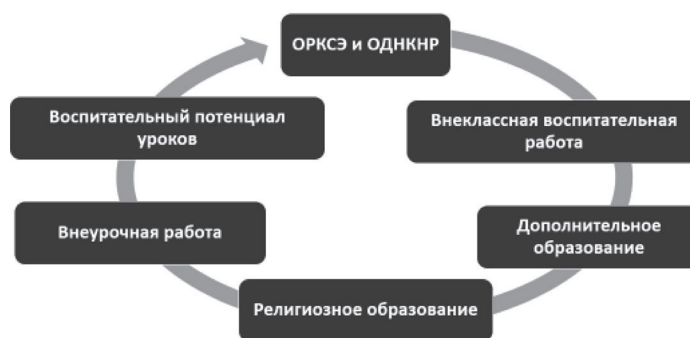 ОРКСЭ и ОДНКНР
Воспитательный потенциал
уроков
Внеклассная воспитательная
работа
Внеурочная работа
Дополнительное
образование
Религиозное образование